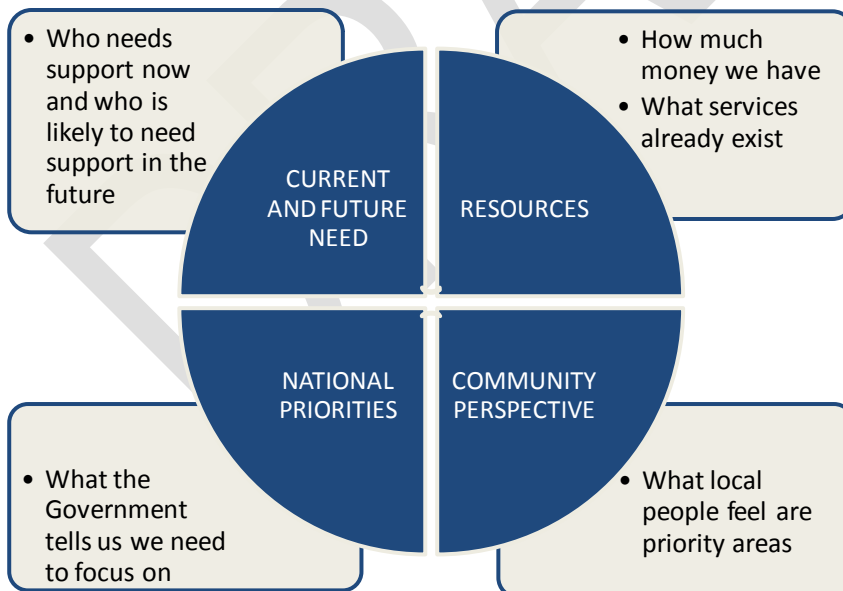 • Who needs
support now
and who is
likely to need
support in the
future
• How much
money we have
• What services
already exist
CURRENT
AND FUTURE
NEED
RESOURCES
NATIONAL
PRIORITIES
COMMUNITY
PERSPECTIVE
• What the
Government
tells us we need
to focus on
• What local
people feel are
priority areas